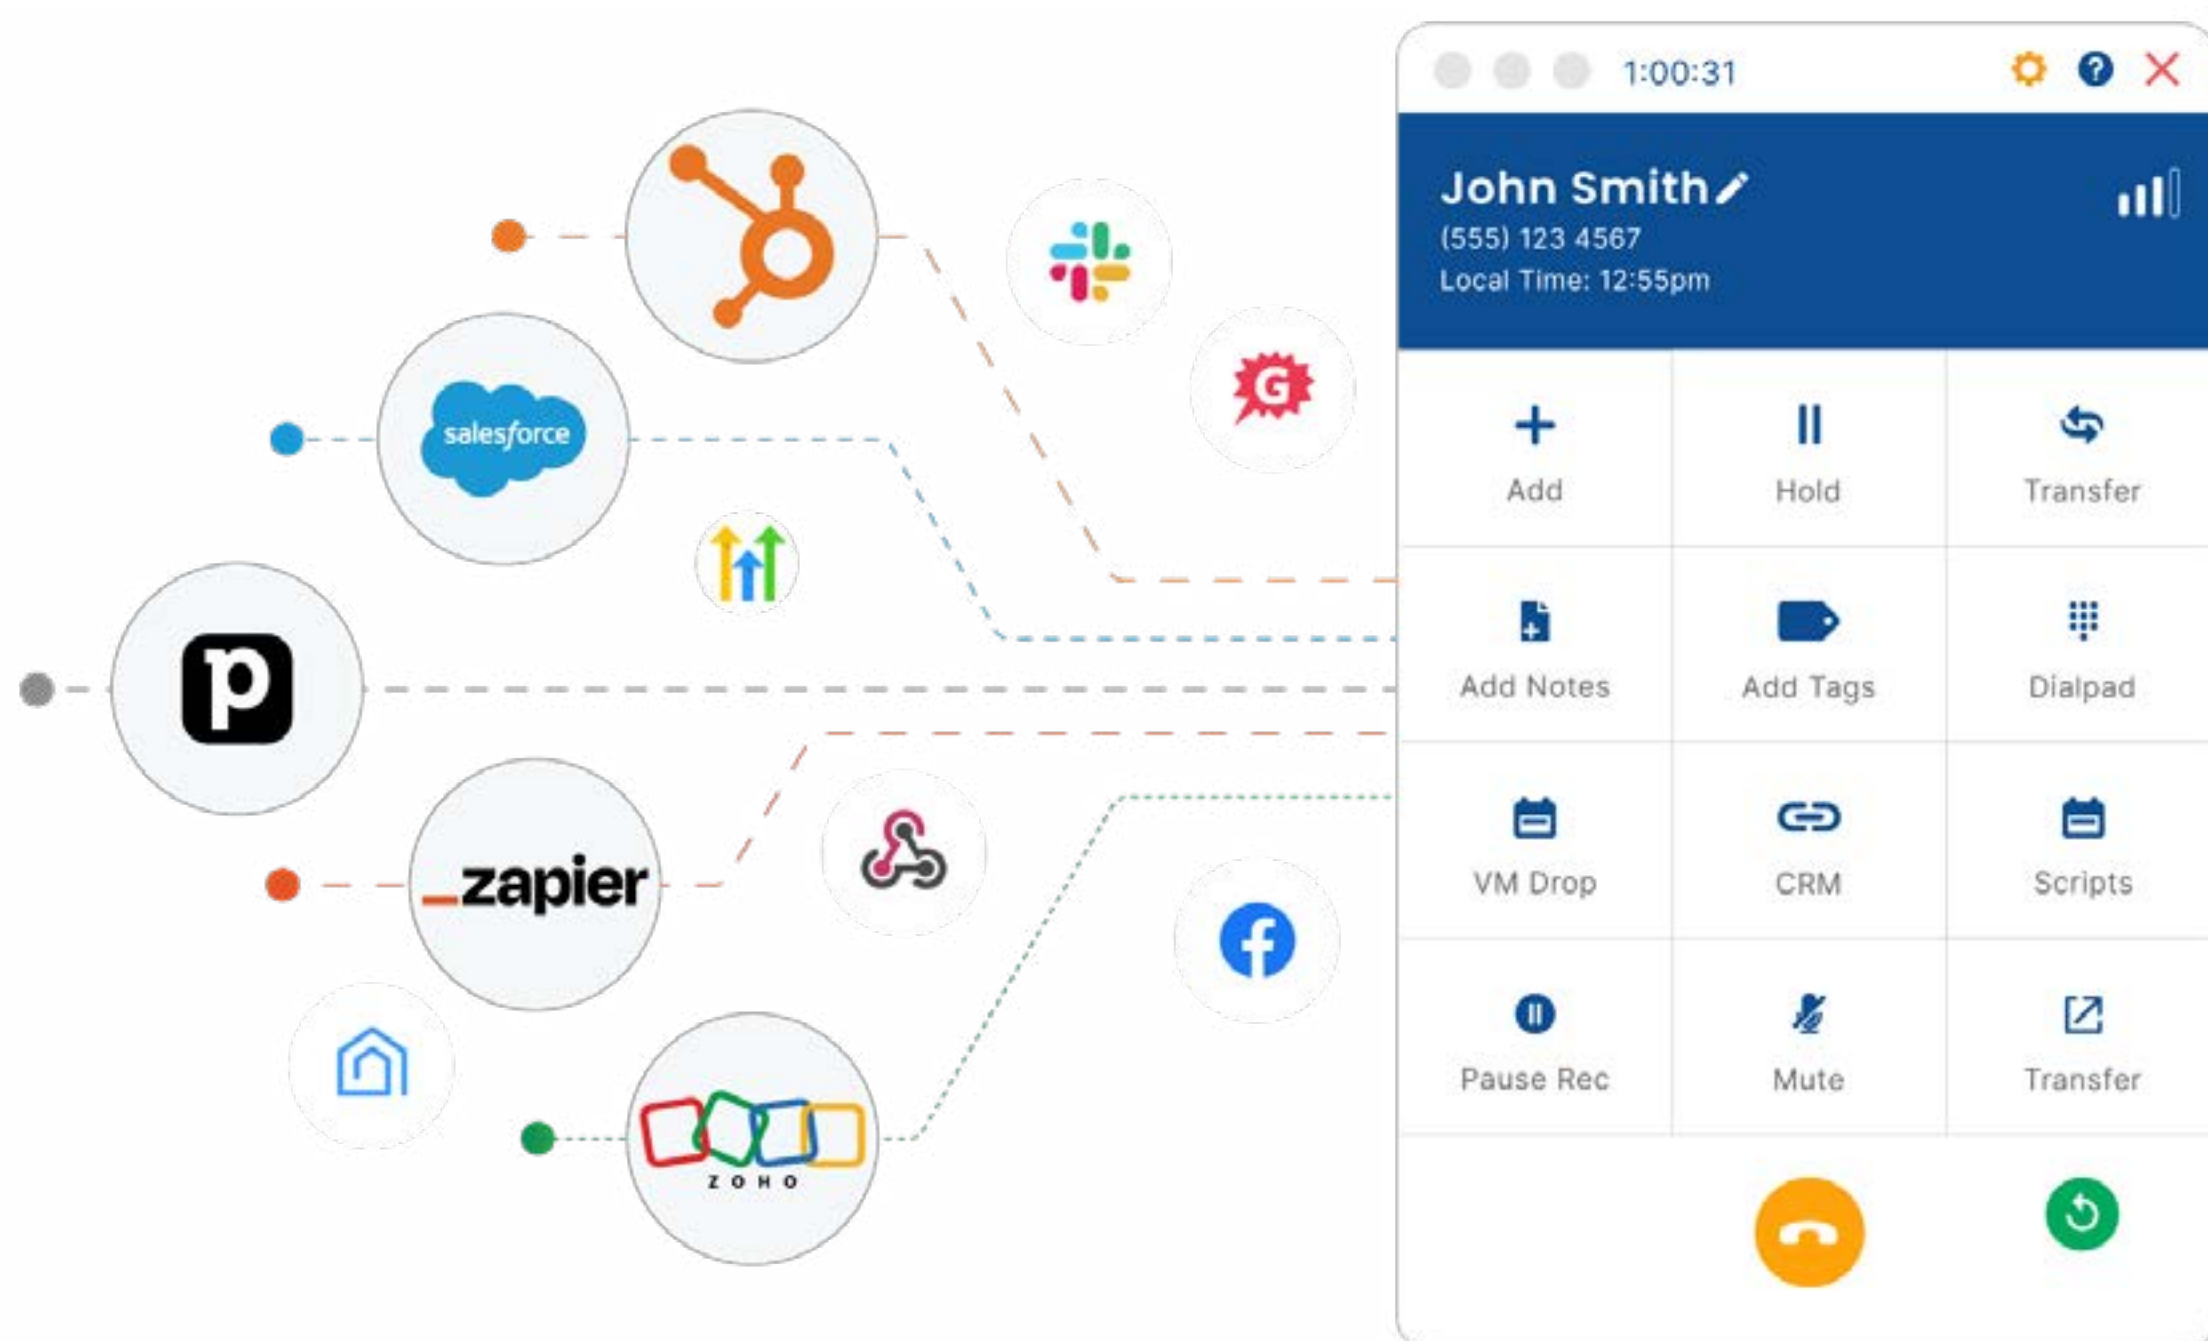 1:00:31
John Smith
(555) 123 4567
Local Time: 12:55pm
salesforce
G
p
zapier
ZOHO
Add
Hold
Transfer
Add Notes
Add Tags
Dialpad
VM Drop
CRM
Scripts
Pause Rec
Mute
Transfer